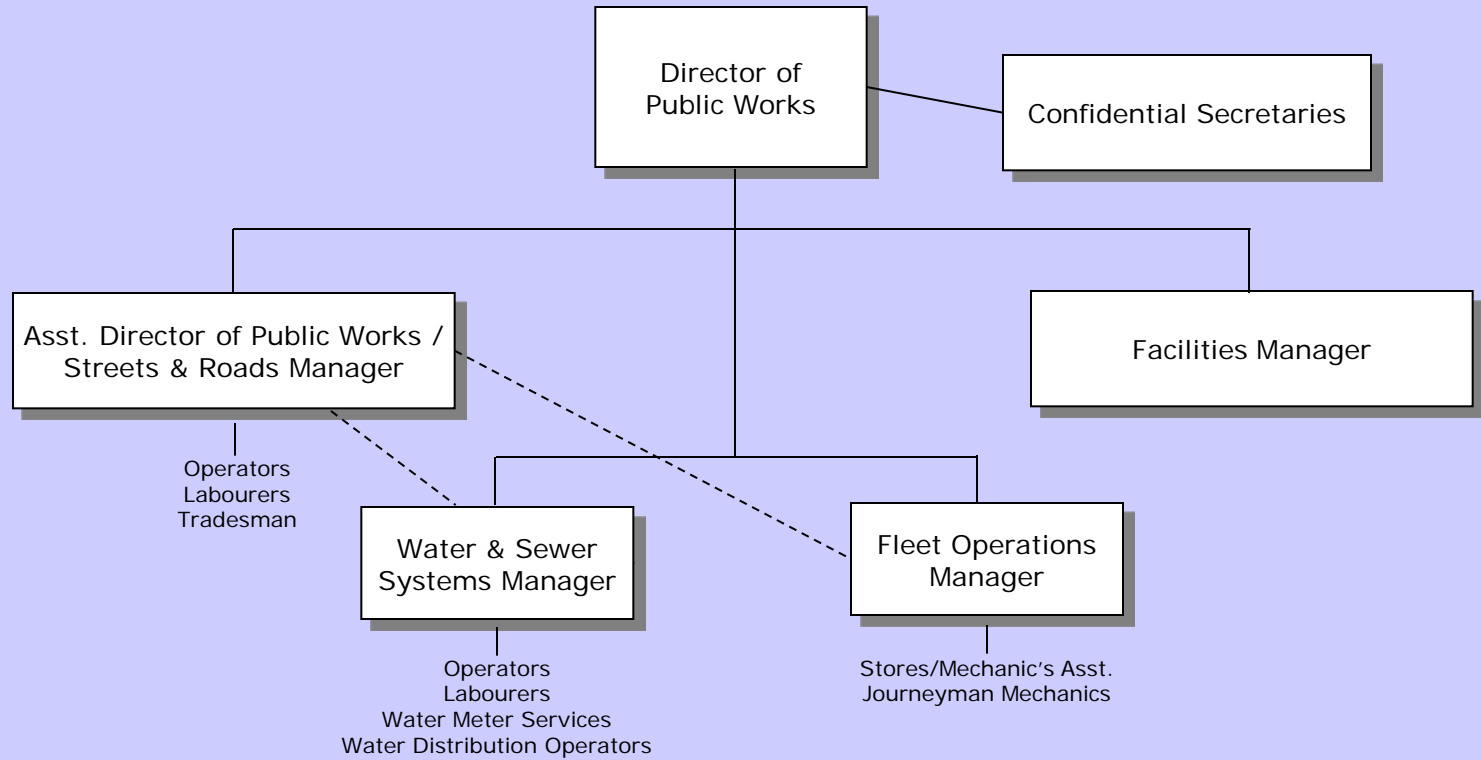 Director of
Public Works
Confidential Secretaries
Asst. Director of Public Works /
Streets & Roads Manager
Facilities Manager
Operators
Labourers
Tradesman
Water & Sewer
Systems Manager
Fleet Operations
Manager
Operators
Labourers
Water Meter Services
Water Distribution Operators
Stores/Mechanic's Asst.
Journeyman Mechanics